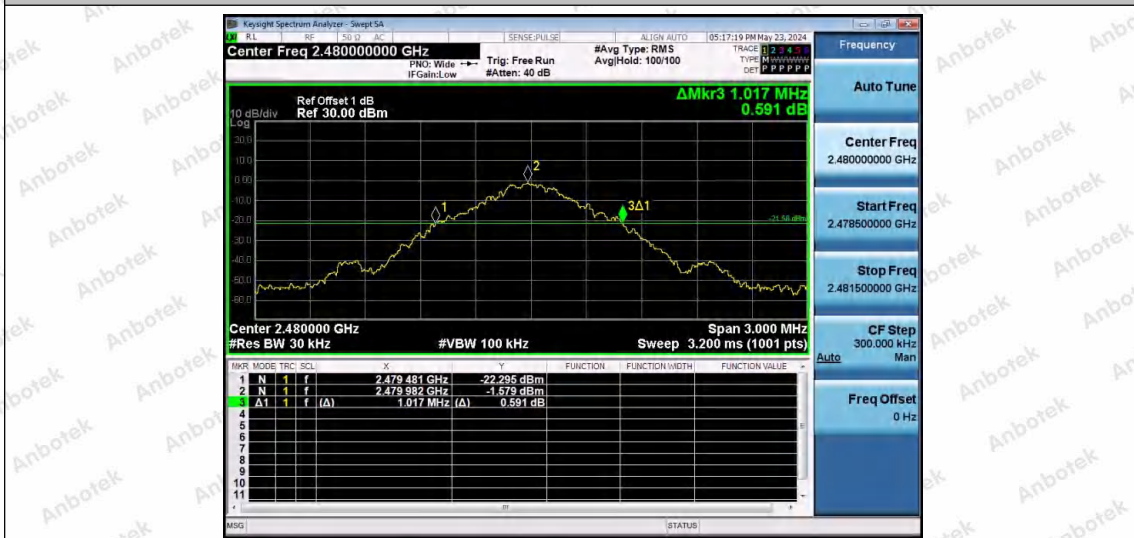 Keysight Spectrum Analyzer - Swept SA
RL RF 50 Ω AC SENSE:PULSE ALIGN AUTO 05:17:19 PM May 23, 2024
Center Freq 2.480000000 GHz
PNO: Wide
IFGain:Low
Trig: Free Run
#Atten: 40 dB
#Avg Type: RMS
Avg|Hold: 100/100
TRACE 1 2 3 4 5 6
TYPE M WWWWW
DET P P P P P P
Frequency
Auto Tune
Center Freq
2.480000000 GHz
Start Freq
2.478500000 GHz
Stop Freq
2.481500000 GHz
CF Step
300.000 kHz
Auto Man
Freq Offset
0 Hz
ΔMkr3 1.017 MHz
0.591 dB
Ref Offset 1 dB
10 dB/div Ref 30.00 dBm
Log
20.0
10.0
0.00
-10.0
-20.0
-30.0
-40.0
-50.0
-60.0
1
2
3Δ1
-21.58 dBm
Center 2.480000 GHz Span 3.000 MHz
#Res BW 30 kHz #VBW 100 kHz Sweep 3.200 ms (1001 pts)
MKR MODE TRC SCL X Y FUNCTION FUNCTION WIDTH FUNCTION VALUE
1 N 1 f 2.479 481 GHz -22.295 dBm
2 N 1 f 2.479 982 GHz -1.579 dBm
3 Δ1 1 f (Δ) 1.017 MHz (Δ) 0.591 dB
4
5
6
7
8
9
10
11
MSG STATUS
Anbotek